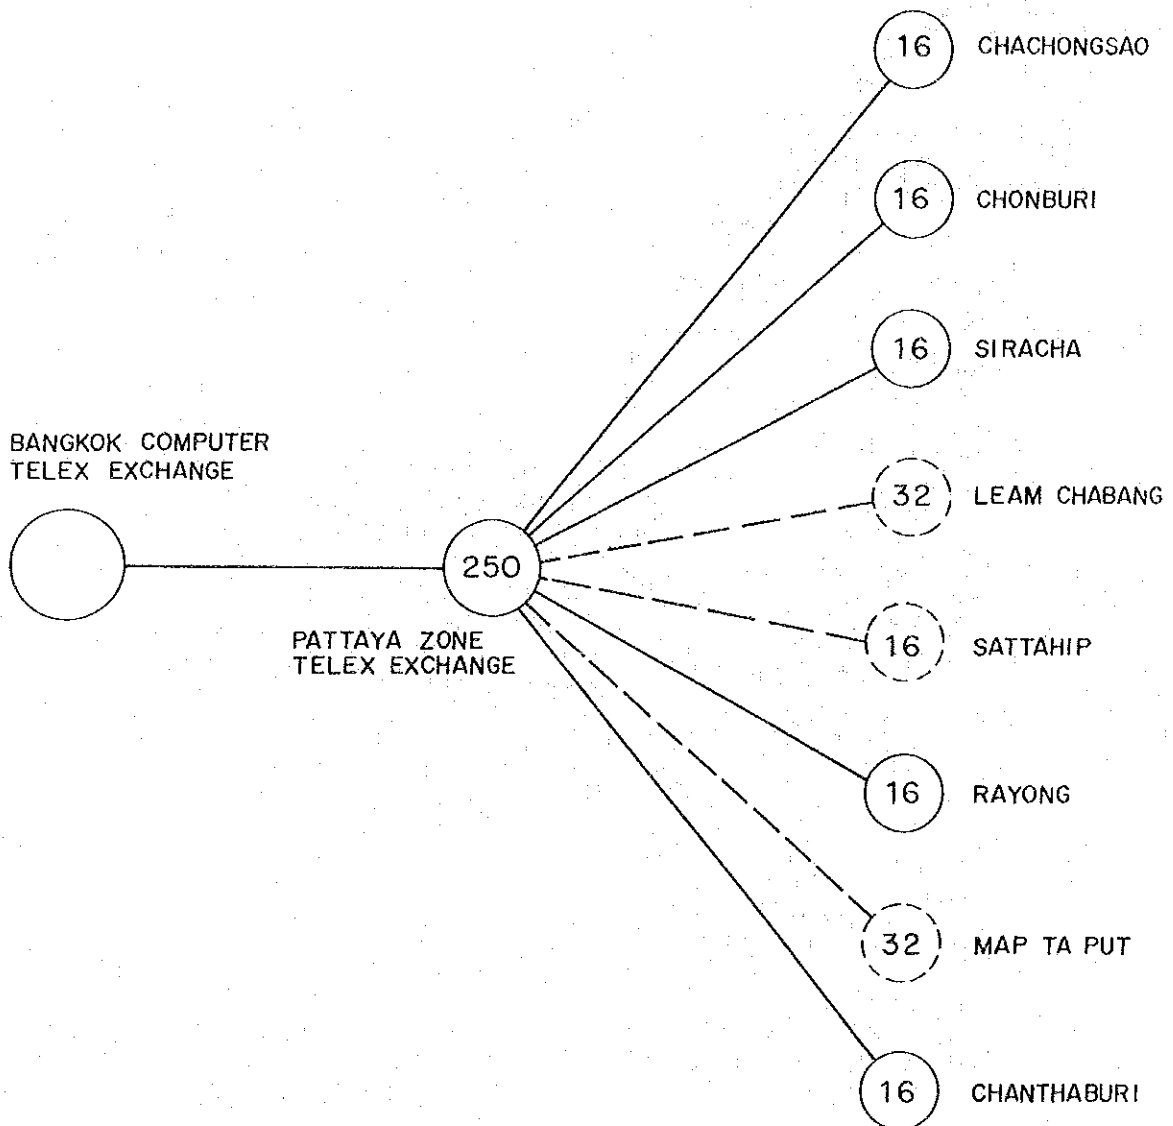 16 CHACHONGSAO
16 CHONBURI
16 SIRACHA
BANGKOK COMPUTER
TELEX EXCHANGE
32 LEAM CHABANG
250
PATTAYA ZONE
TELEX EXCHANGE
16 SATTAHIP
16 RAYONG
32 MAP TA PUT
16 CHANTHABURI